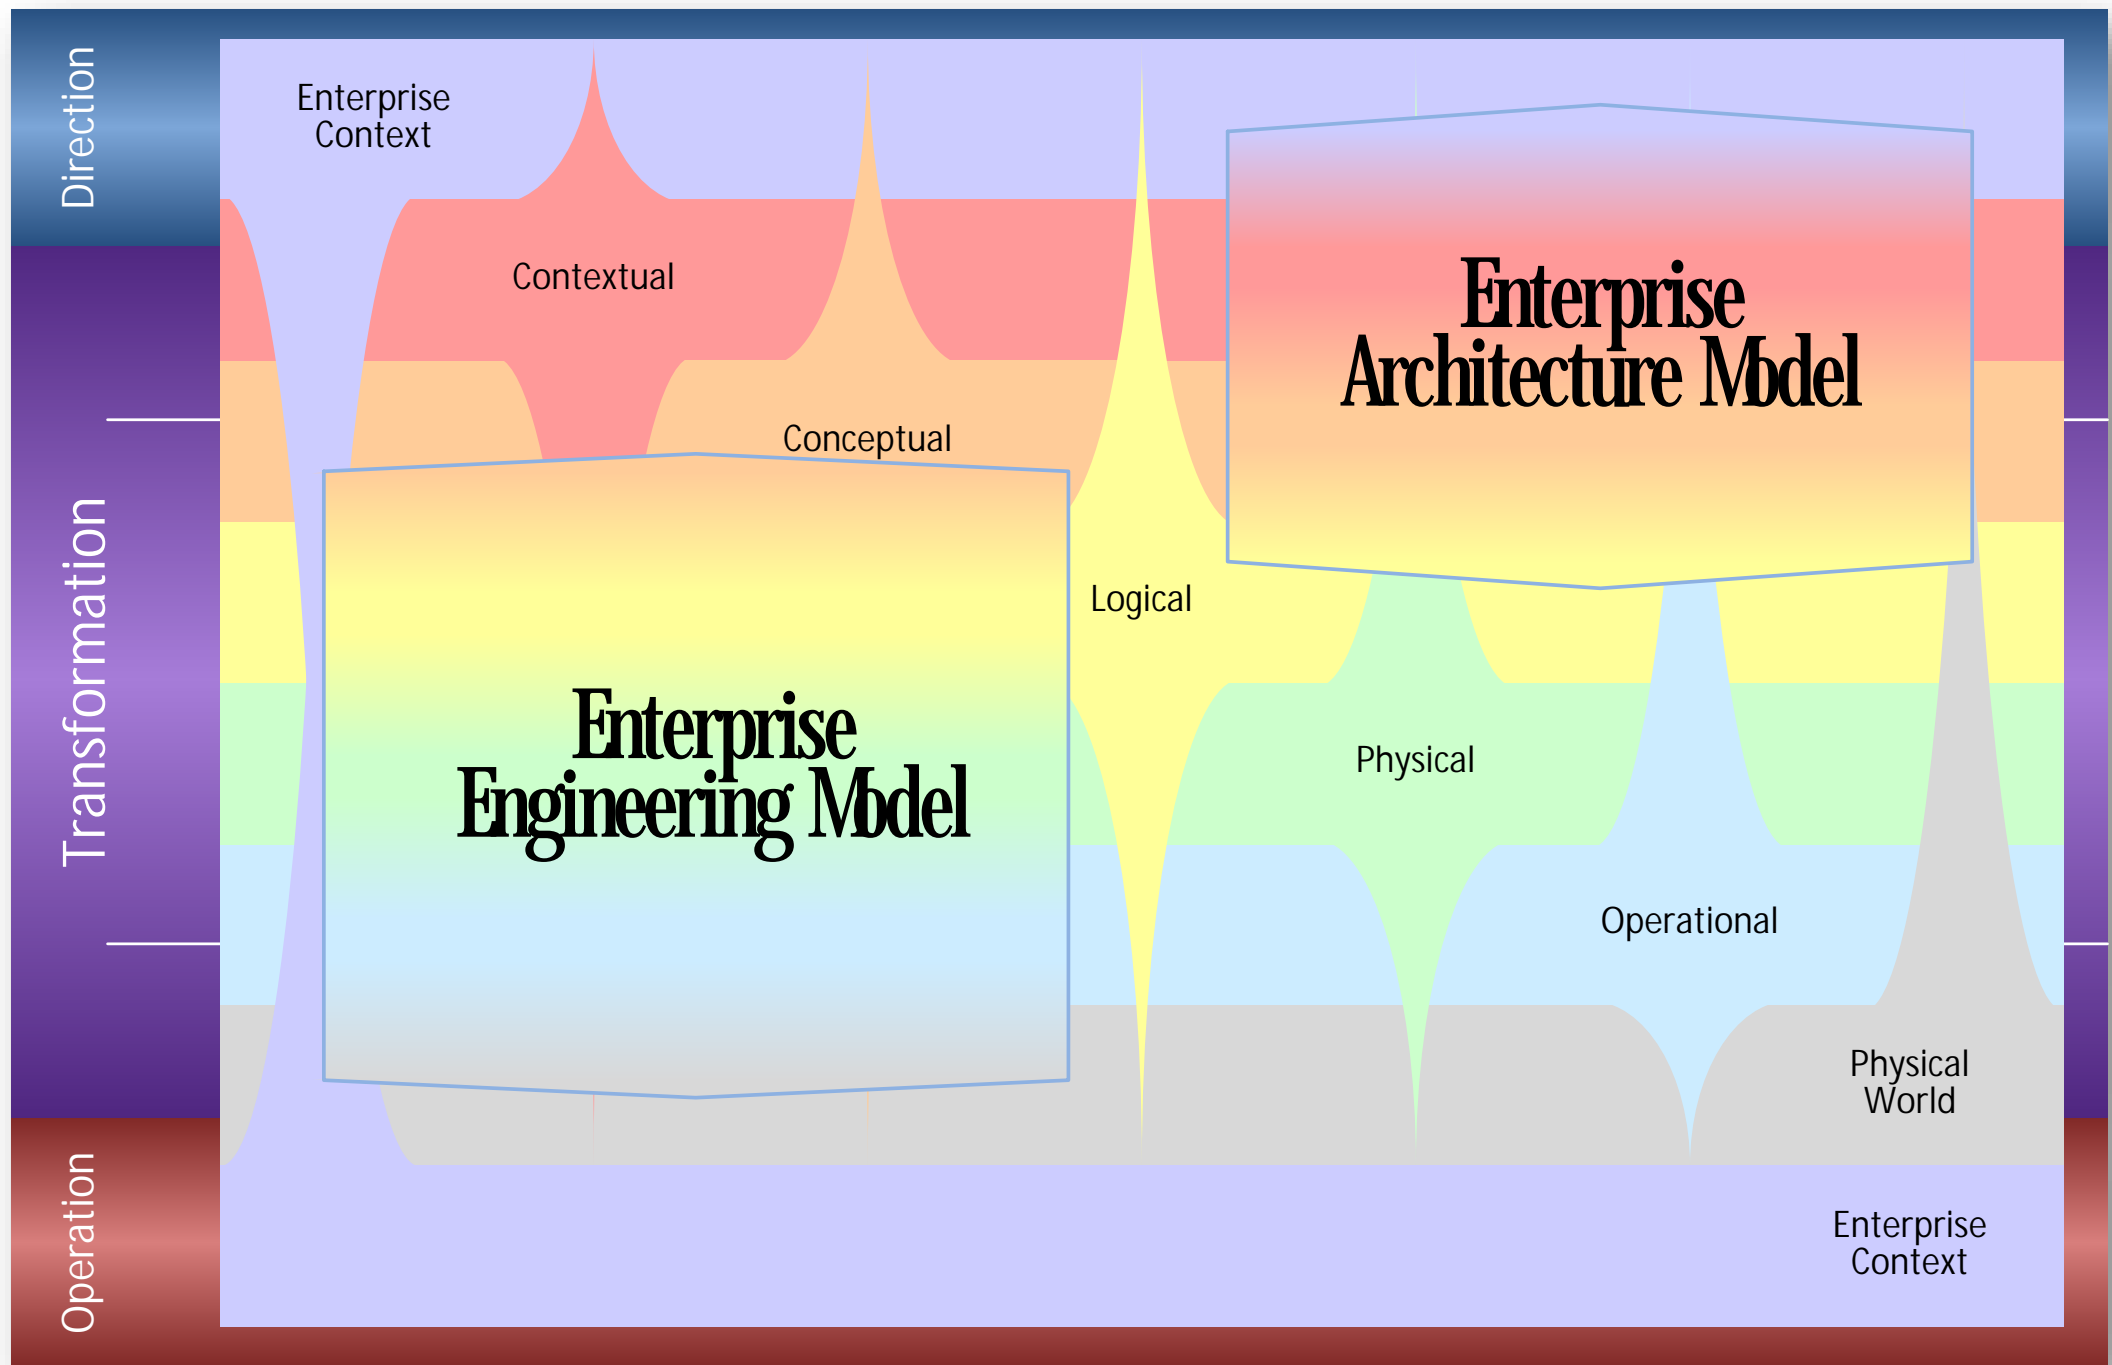 Direction
Transformation
Operation
Enterprise
Context
Contextual
Conceptual
Logical
Physical
Operational
Physical
World
Enterprise
Context
Enterprise
Architecture Model
Enterprise
Engineering Model